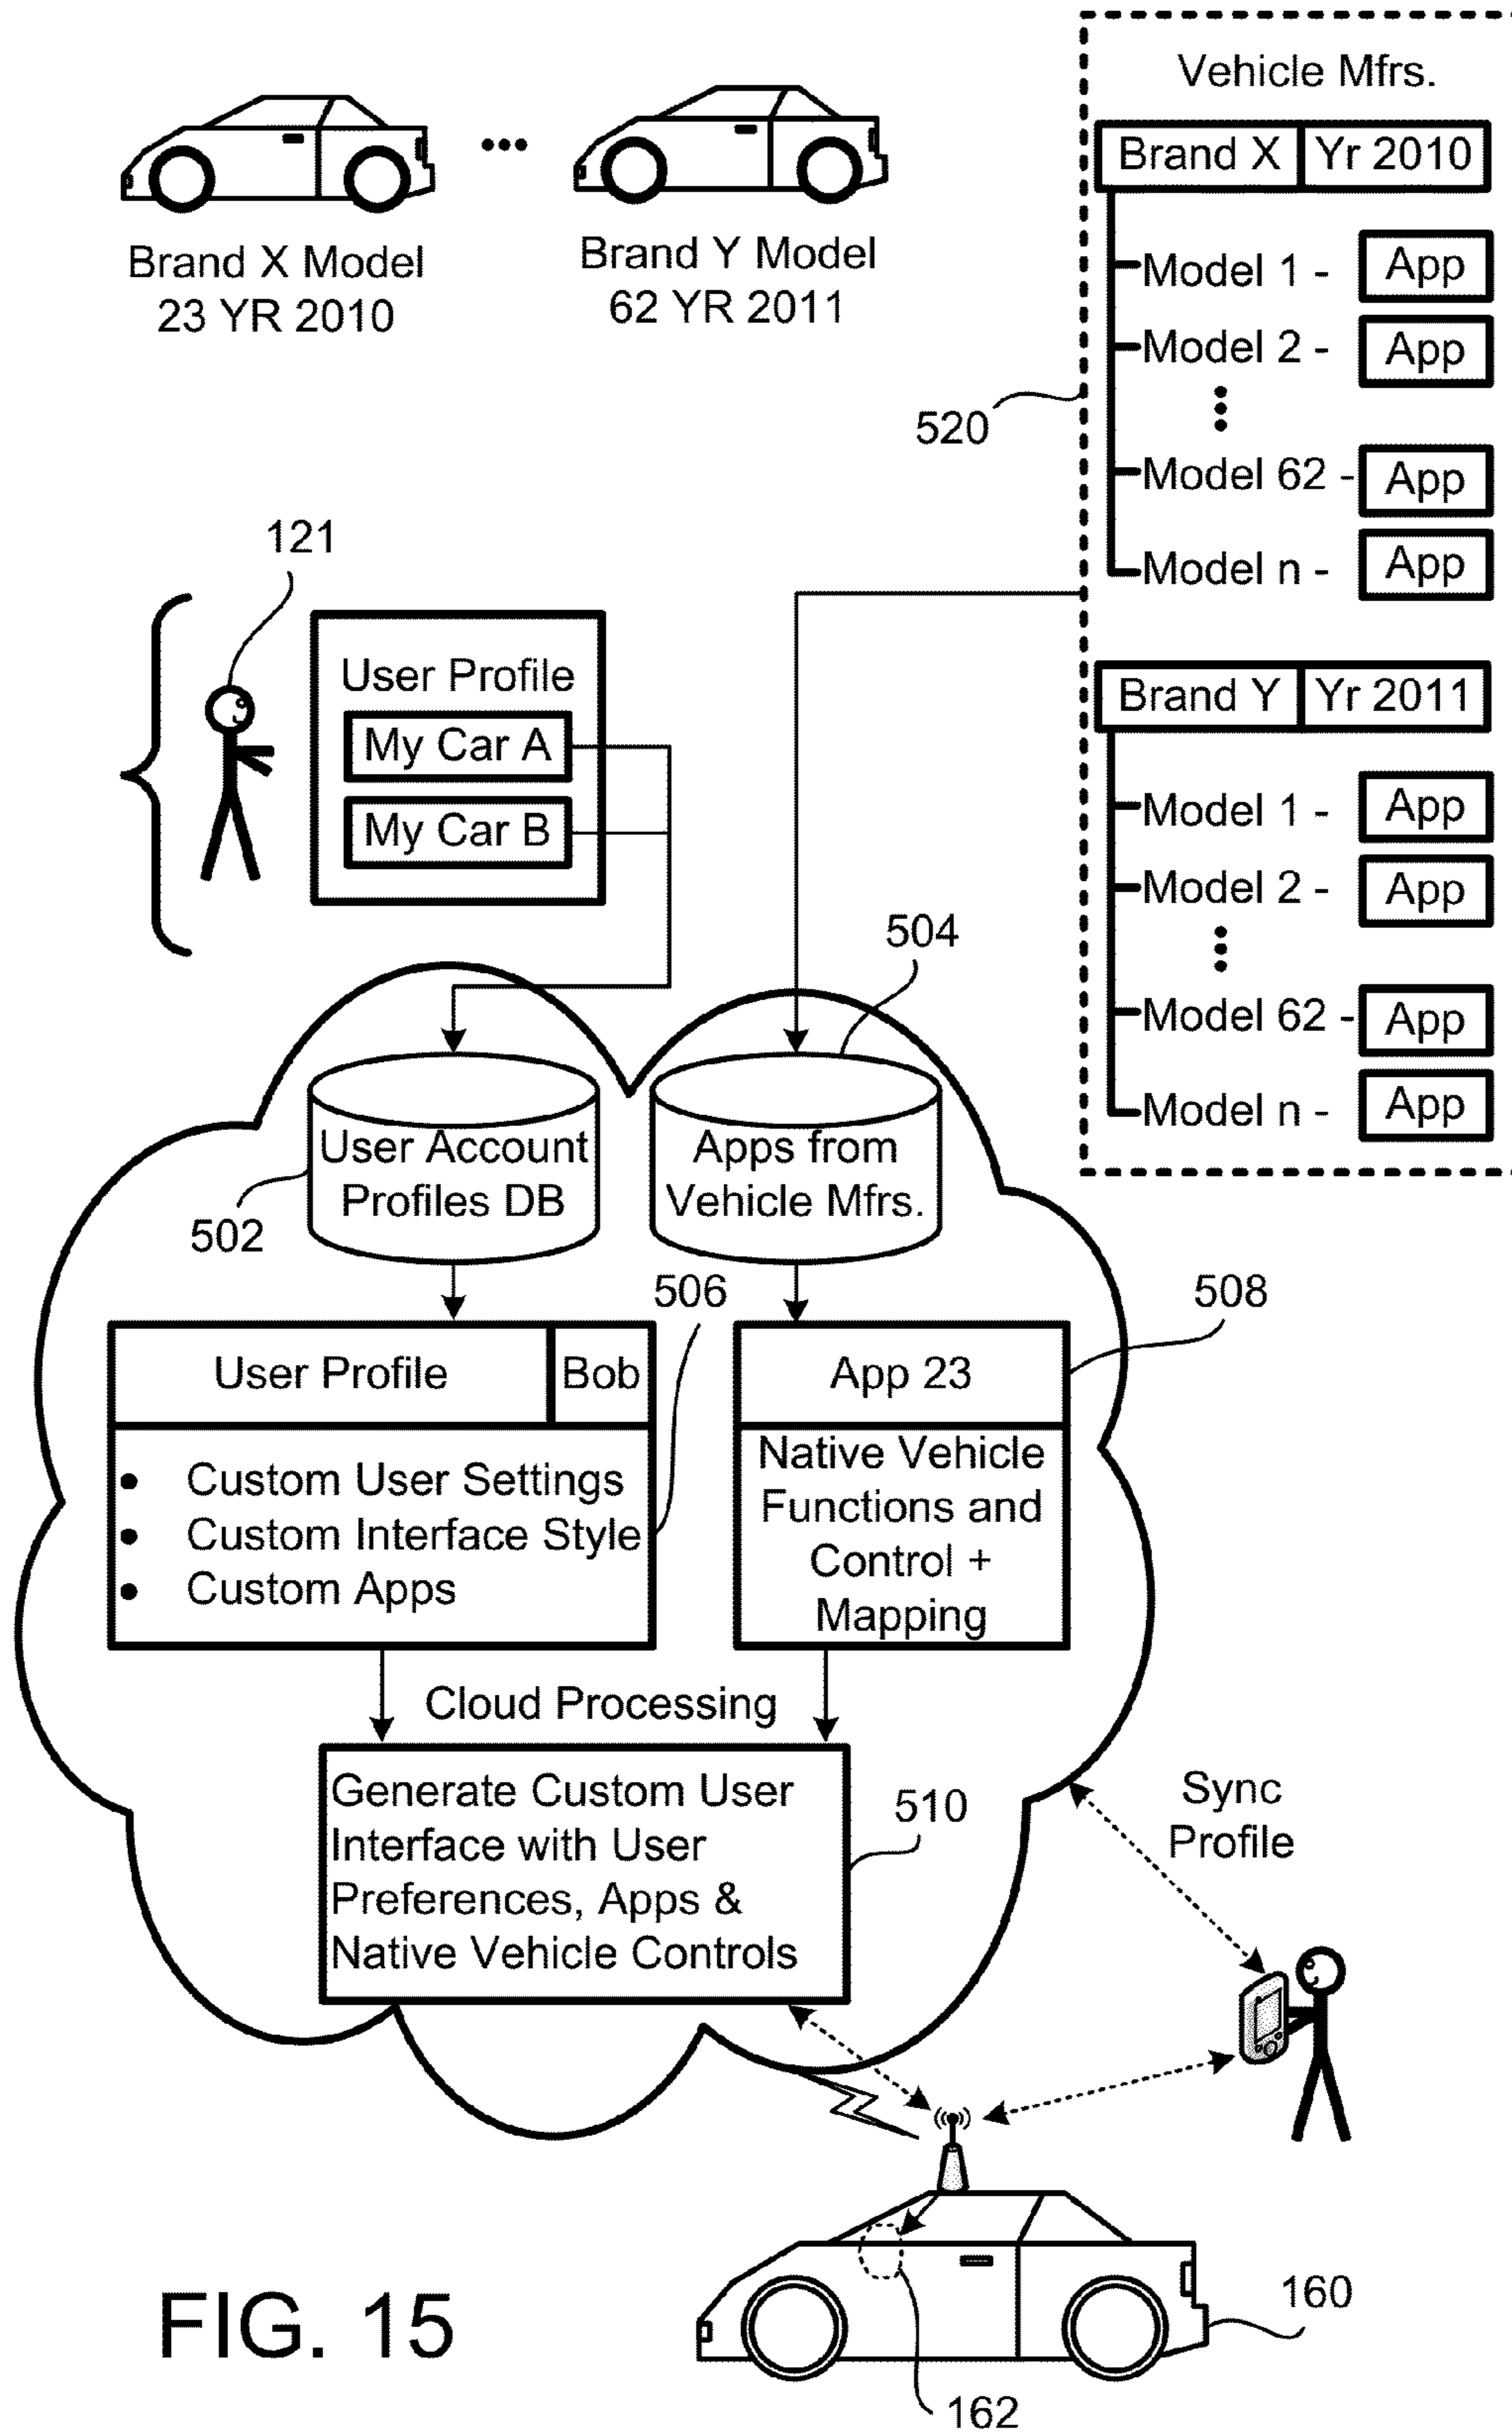 Brand X Model
23 YR 2010
...
Brand Y Model
62 YR 2011
Vehicle Mfrs.
Brand X Yr 2010
Model 1 - App
Model 2 - App
Model 62 - App
Model n - App
520
Brand Y Yr 2011
Model 1 - App
Model 2 - App
Model 62 - App
Model n - App
121
User Profile
My Car A
My Car B
504
User Account
Profiles DB
502
Apps from
Vehicle Mfrs.
506
508
User Profile Bob
• Custom User Settings
• Custom Interface Style
• Custom Apps
App 23
Native Vehicle
Functions and
Control +
Mapping
Cloud Processing
Generate Custom User
Interface with User
Preferences, Apps &
Native Vehicle Controls
510
Sync
Profile
160
162
FIG. 15